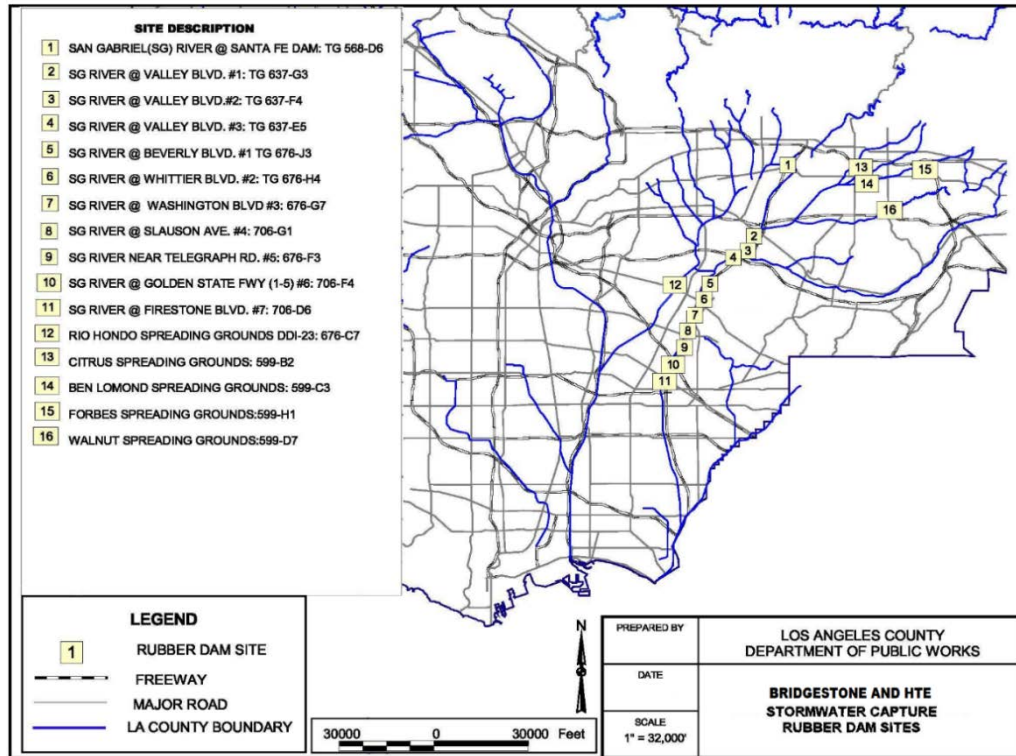 SITE DESCRIPTION
1 SAN GABRIEL(SG) RIVER @ SANTA FE DAM: TG 568-D6
2 SG RIVER @ VALLEY BLVD. #1: TG 637-G3
3 SG RIVER @ VALLEY BLVD.#2: TG 637-F4
4 SG RIVER @ VALLEY BLVD. #3: TG 637-E5
5 SG RIVER @ BEVERLY BLVD. #1 TG 676-J3
6 SG RIVER @ WHITTIER BLVD. #2: TG 676-H4
7 SG RIVER @ WASHINGTON BLVD #3: 676-G7
8 SG RIVER @ SLAUSON AVE. #4: 706-G1
9 SG RIVER NEAR TELEGRAPH RD. #5: 676-F3
10 SG RIVER @ GOLDEN STATE FWY (1-5) #6: 706-F4
11 SG RIVER @ FIRESTONE BLVD. #7: 706-D6
12 RIO HONDO SPREADING GROUNDS DDI-23: 676-C7
13 CITRUS SPREADING GROUNDS: 599-B2
14 BEN LOMOND SPREADING GROUNDS: 599-C3
15 FORBES SPREADING GROUNDS:599-H1
16 WALNUT SPREADING GROUNDS:599-D7
1
13
14
15
16
2
3
4
5
12
6
7
8
9
10
11
LEGEND
1 RUBBER DAM SITE
FREEWAY
MAJOR ROAD
LA COUNTY BOUNDARY
N
30000 0 30000 Feet
PREPARED BY
LOS ANGELES COUNTY
DEPARTMENT OF PUBLIC WORKS
DATE
SCALE
1" = 32,000'
BRIDGESTONE AND HTE
STORMWATER CAPTURE
RUBBER DAM SITES